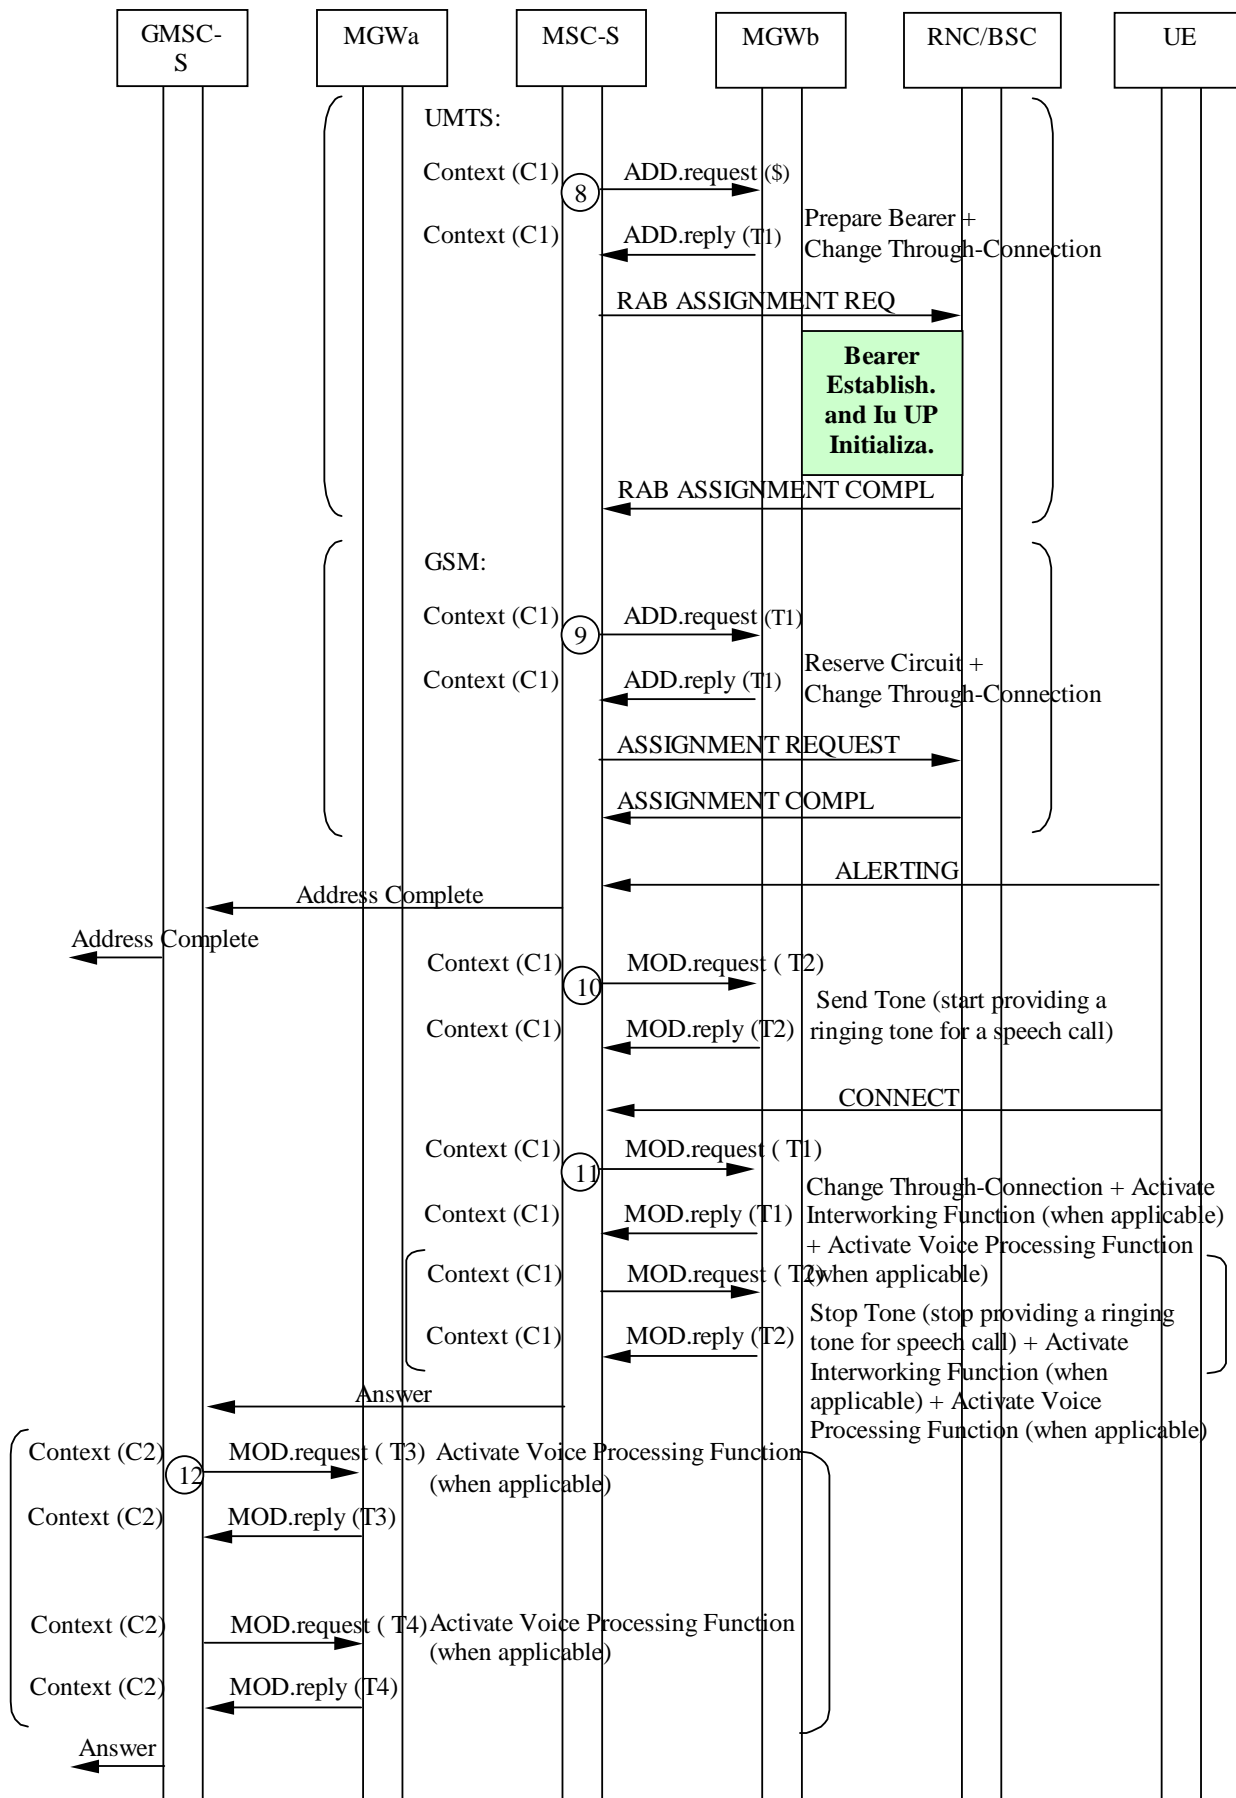 GMSC-
S
MGWa
MSC-S
MGWb
RNC/BSC
UE
UMTS:
Context (C1)
8
ADD.request ($)
Context (C1)
ADD.reply (T1)
Prepare Bearer +
Change Through-Connection
RAB ASSIGNMENT REQ
Bearer
Establish.
and Iu UP
Initializa.
RAB ASSIGNMENT COMPL
GSM:
Context (C1)
9
ADD.request (T1)
Context (C1)
ADD.reply (T1)
Reserve Circuit +
Change Through-Connection
ASSIGNMENT REQUEST
ASSIGNMENT COMPL
ALERTING
Address Complete
Address Complete
Context (C1)
10
MOD.request ( T2)
Context (C1)
MOD.reply (T2)
Send Tone (start providing a
ringing tone for a speech call)
CONNECT
Context (C1)
11
MOD.request ( T1)
Context (C1)
MOD.reply (T1)
Change Through-Connection + Activate
Interworking Function (when applicable)
+ Activate Voice Processing Function
(when applicable)
Context (C1)
MOD.request ( T2)
Context (C1)
MOD.reply (T2)
Stop Tone (stop providing a ringing
tone for speech call) + Activate
Interworking Function (when
applicable) + Activate Voice
Processing Function (when applicable)
Answer
Context (C2)
12
MOD.request ( T3)
Activate Voice Processing Function
(when applicable)
Context (C2)
MOD.reply (T3)
Context (C2)
MOD.request ( T4)
Activate Voice Processing Function
(when applicable)
Context (C2)
MOD.reply (T4)
Answer